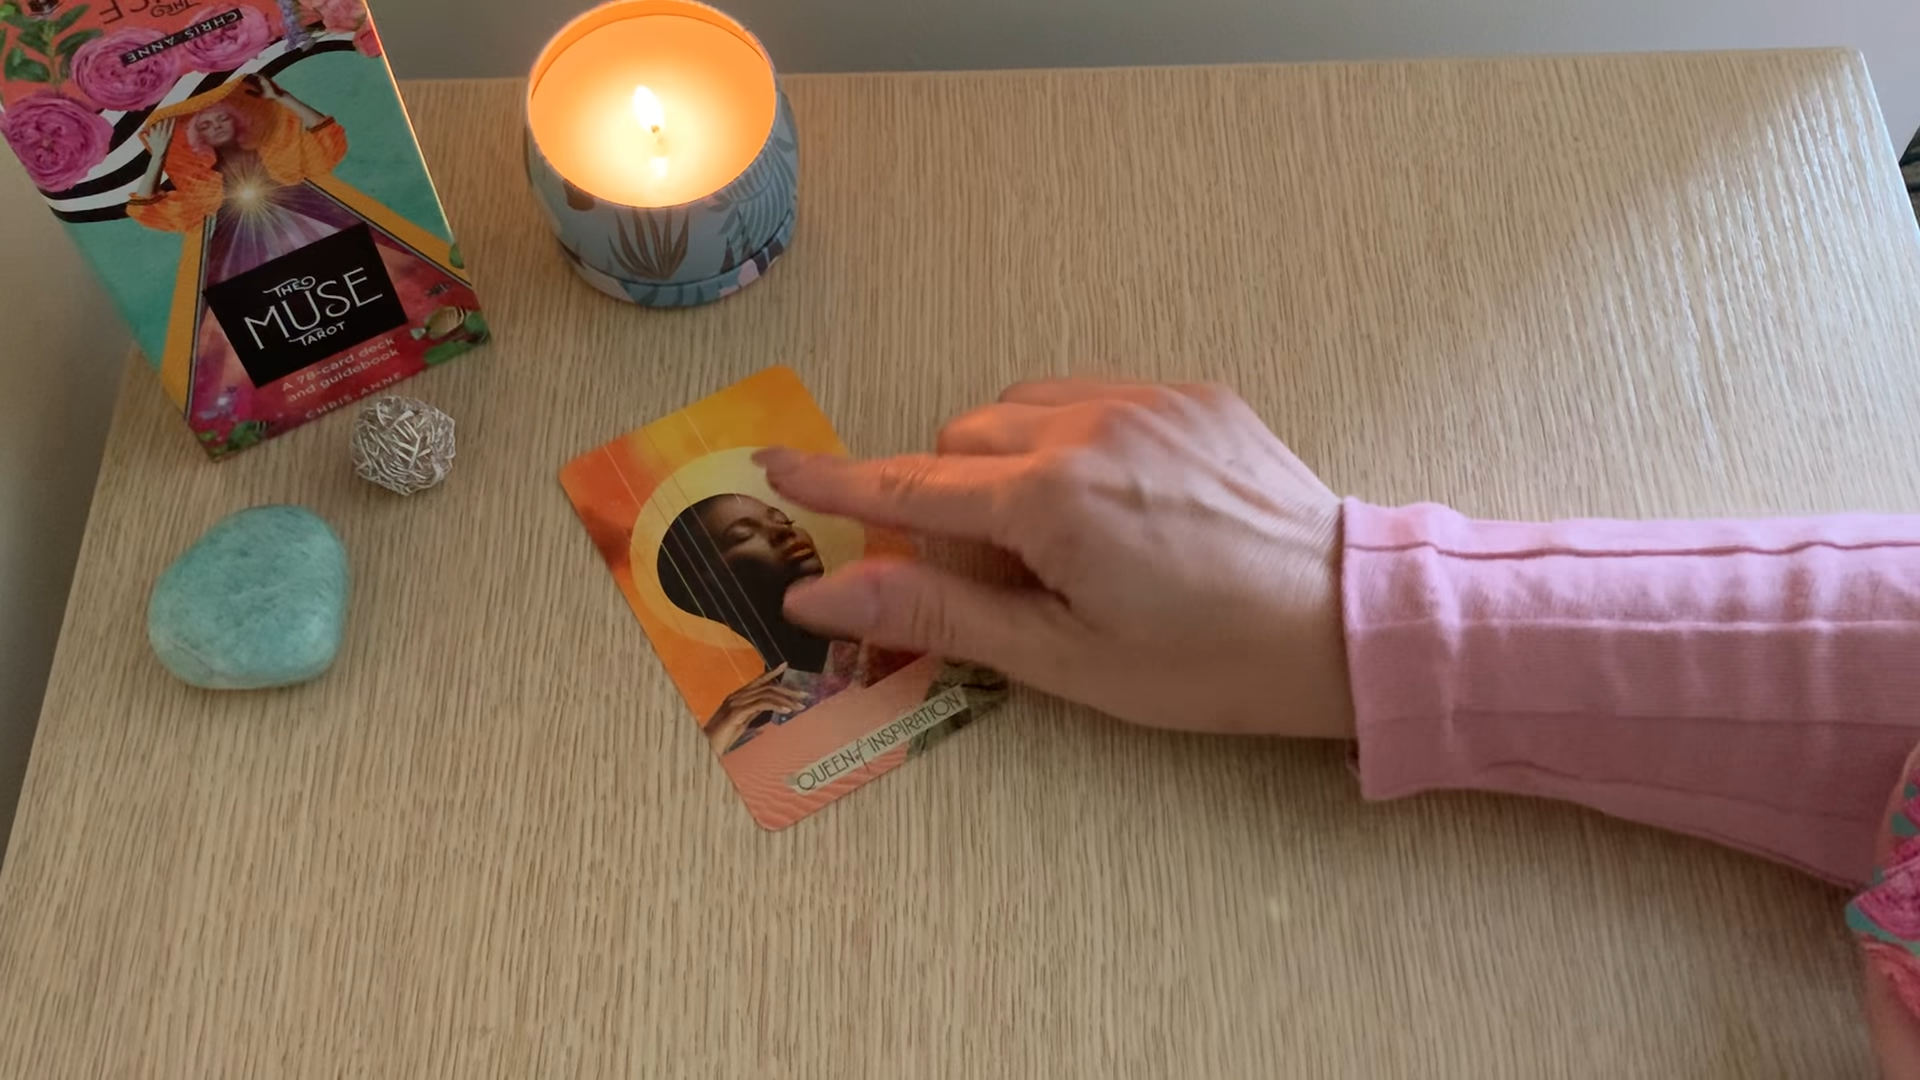 CHRIS-ANNE
THE
MUSE
TAROT
A 78-card deck
and guidebook
CHRIS-ANNE
QUEEN of INSPIRATION